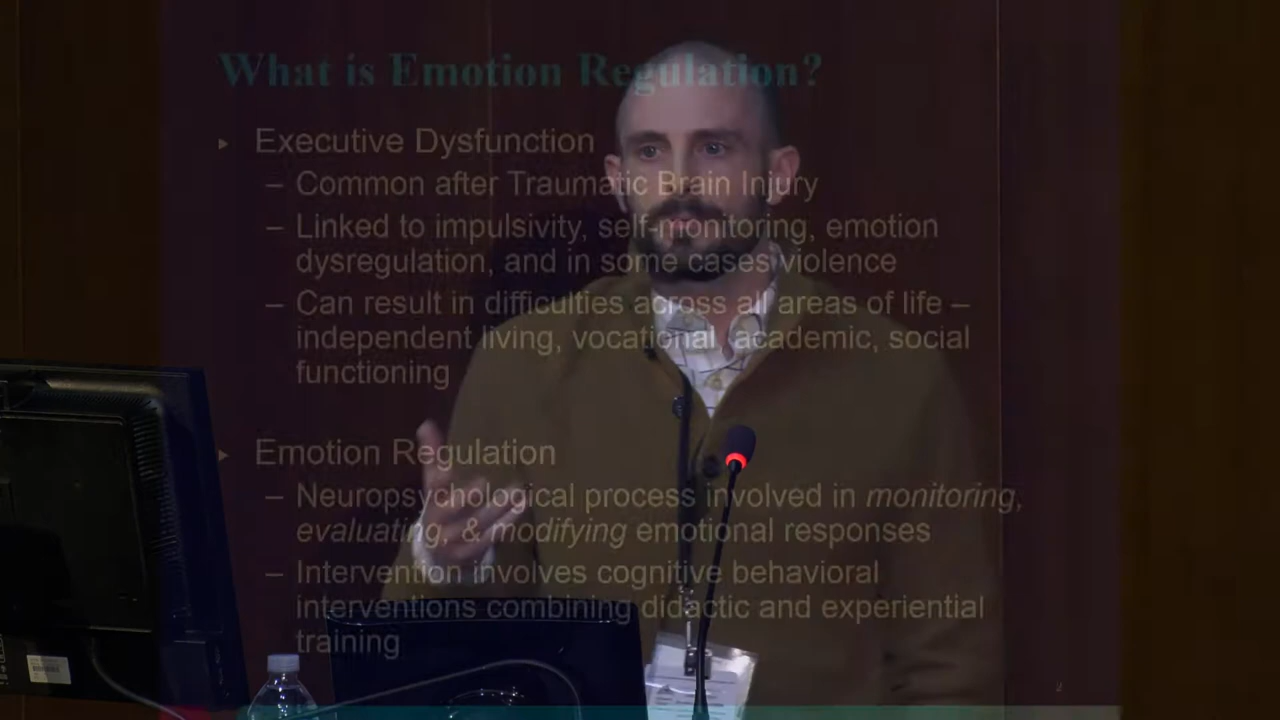 What is Emotion Regulation?
Executive Dysfunction
– Common after Traumatic Brain Injury
– Linked to impulsivity, self-monitoring, emotion
dysregulation, and in some cases violence
– Can result in difficulties across all areas of life –
independent living, vocational, academic, social
functioning
Emotion Regulation
– Neuropsychological process involved in monitoring,
evaluating, & modifying emotional responses
– Intervention involves cognitive behavioral
interventions combining didactic and experiential
training
2